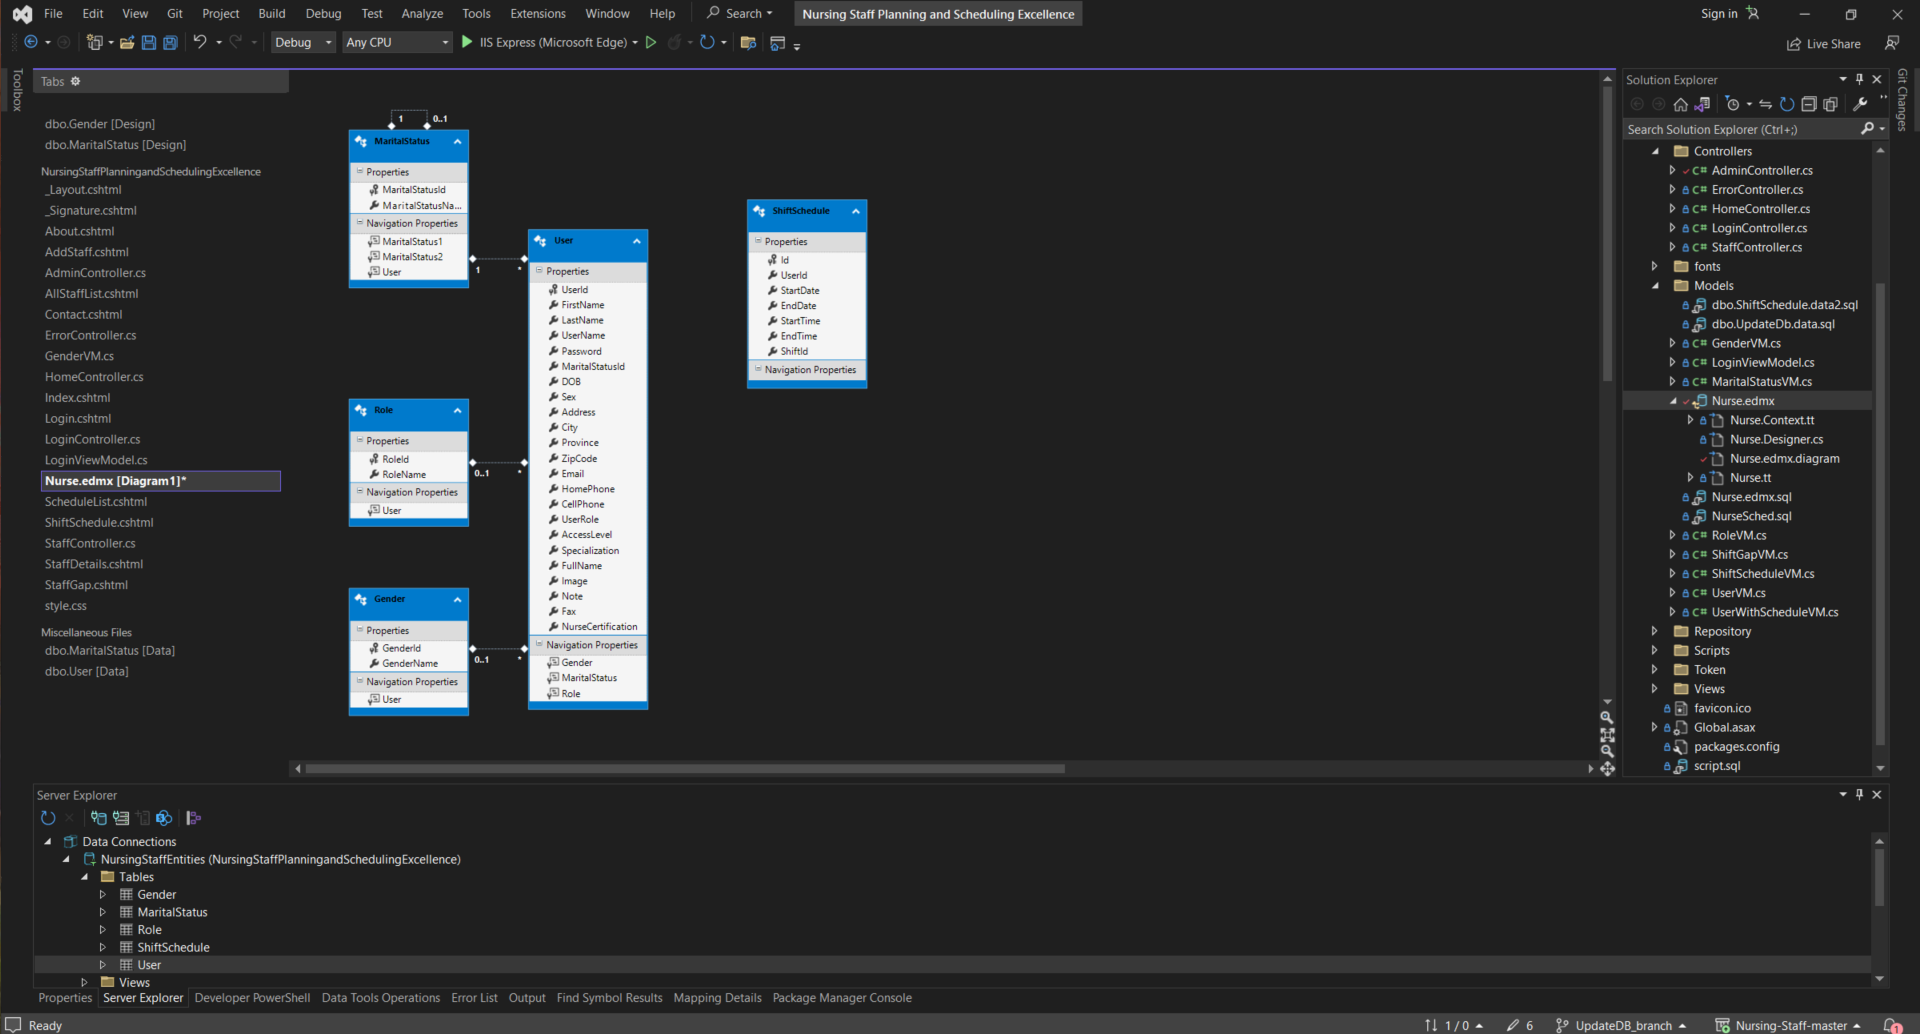 File Edit View Git Project Build Debug Test Analyze Tools Extensions Window Help Search Nursing Staff Planning and Scheduling Excellence Sign in
Debug Any CPU IIS Express (Microsoft Edge) Live Share
Toolbox
Tabs
dbo.Gender [Design]
dbo.MaritalStatus [Design]
NursingStaffPlanningandSchedulingExcellence
_Layout.cshtml
_Signature.cshtml
About.cshtml
AddStaff.cshtml
AdminController.cs
AllStaffList.cshtml
Contact.cshtml
ErrorController.cs
GenderVM.cs
HomeController.cs
Index.cshtml
Login.cshtml
LoginController.cs
LoginViewModel.cs
Nurse.edmx [Diagram1]*
ScheduleList.cshtml
ShiftSchedule.cshtml
StaffController.cs
StaffDetails.cshtml
StaffGap.cshtml
style.css
Miscellaneous Files
dbo.MaritalStatus [Data]
dbo.User [Data]
1 0..1
MaritalStatus
Properties
MaritalStatusId
MaritalStatusNa...
Navigation Properties
MaritalStatus1
MaritalStatus2
User
1 *
Role
Properties
RoleId
RoleName
Navigation Properties
User
0..1 *
Gender
Properties
GenderId
GenderName
Navigation Properties
User
0..1 *
User
Properties
UserId
FirstName
LastName
UserName
Password
MaritalStatusId
DOB
Sex
Address
City
Province
ZipCode
Email
HomePhone
CellPhone
UserRole
AccessLevel
Specialization
FullName
Image
Note
Fax
NurseCertification
Navigation Properties
Gender
MaritalStatus
Role
ShiftSchedule
Properties
Id
UserId
StartDate
EndDate
StartTime
EndTime
ShiftId
Navigation Properties
Solution Explorer
Search Solution Explorer (Ctrl+;)
Controllers
C# AdminController.cs
C# ErrorController.cs
C# HomeController.cs
C# LoginController.cs
C# StaffController.cs
fonts
Models
dbo.ShiftSchedule.data2.sql
dbo.UpdateDb.data.sql
C# GenderVM.cs
C# LoginViewModel.cs
C# MaritalStatusVM.cs
Nurse.edmx
Nurse.Context.tt
Nurse.Designer.cs
Nurse.edmx.diagram
Nurse.tt
Nurse.edmx.sql
NurseSched.sql
C# RoleVM.cs
C# ShiftGapVM.cs
C# ShiftScheduleVM.cs
C# UserVM.cs
C# UserWithScheduleVM.cs
Repository
Scripts
Token
Views
favicon.ico
Global.asax
packages.config
script.sql
Git Changes
Server Explorer
Data Connections
NursingStaffEntities (NursingStaffPlanningandSchedulingExcellence)
Tables
Gender
MaritalStatus
Role
ShiftSchedule
User
Views
Properties Server Explorer Developer PowerShell Data Tools Operations Error List Output Find Symbol Results Mapping Details Package Manager Console
Ready 1 / 0 6 UpdateDB_branch Nursing-Staff-master 1